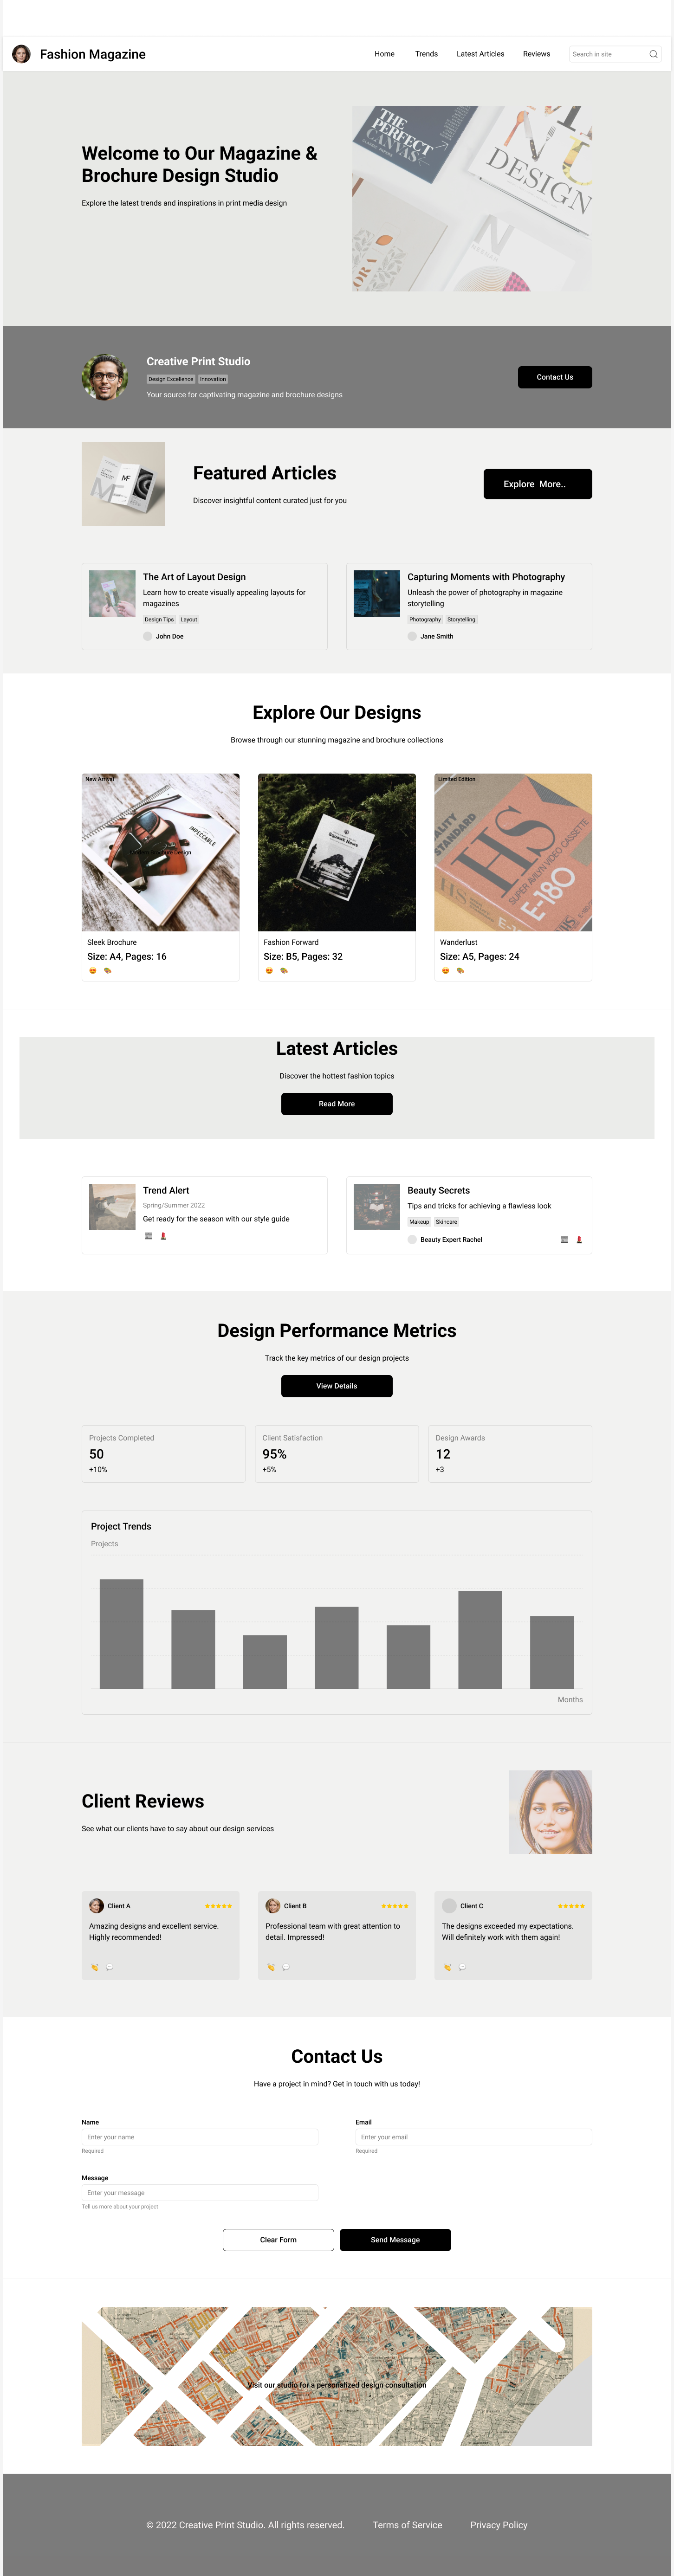 Fashion Magazine
Home
Trends
Latest Articles
Reviews
Search in site
Welcome to Our Magazine &
Brochure Design Studio
Explore the latest trends and inspirations in print media design
THE
PERFECT
CANVAS
DESIGN
Creative Print Studio
Design Excellence
Innovation
Your source for captivating magazine and brochure designs
Contact Us
Featured Articles
Discover insightful content curated just for you
Explore More..
The Art of Layout Design
Learn how to create visually appealing layouts for
magazines
Design Tips
Layout
John Doe
Capturing Moments with Photography
Unleash the power of photography in magazine
storytelling
Photography
Storytelling
Jane Smith
Explore Our Designs
Browse through our stunning magazine and brochure collections
New Arrival
IMPECCABLE
Limited Edition
STANDARD
HS
SUPER AVILYN VIDEO CASSETTE
E-180
HS
Sleek Brochure
Size: A4, Pages: 16
Fashion Forward
Size: B5, Pages: 32
Wanderlust
Size: A5, Pages: 24
Latest Articles
Discover the hottest fashion topics
Read More
Trend Alert
Spring/Summer 2022
Get ready for the season with our style guide
Beauty Secrets
Tips and tricks for achieving a flawless look
Makeup
Skincare
Beauty Expert Rachel
Design Performance Metrics
Track the key metrics of our design projects
View Details
Projects Completed
50
+10%
Client Satisfaction
95%
+5%
Design Awards
12
+3
Project Trends
Projects
Months
Client Reviews
See what our clients have to say about our design services
Client A
Amazing designs and excellent service.
Highly recommended!
Client B
Professional team with great attention to
detail. Impressed!
Client C
The designs exceeded my expectations.
Will definitely work with them again!
Contact Us
Have a project in mind? Get in touch with us today!
Name
Enter your name
Required
Email
Enter your email
Required
Message
Enter your message
Tell us more about your project
Clear Form
Send Message
Visit our studio for a personalized design consultation
© 2022 Creative Print Studio. All rights reserved.
Terms of Service
Privacy Policy